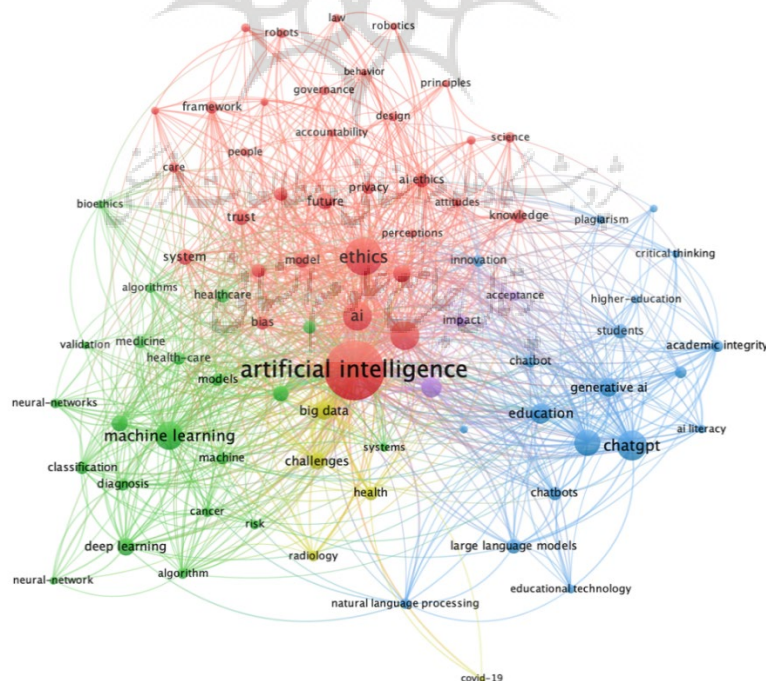 law
robots
robotics
behavior
governance
principles
framework
design
accountability
science
people
care
ai ethics
privacy
future
attitudes
bioethics
trust
knowledge
plagiarism
perceptions
system
model
ethics
innovation
critical thinking
algorithms
healthcare
acceptance
higher-education
bias
ai
impact
students
validation
medicine
health-care
academic integrity
chatbot
artificial intelligence
models
generative ai
neural-networks
big data
education
ai literacy
machine learning
systems
chatgpt
machine
challenges
classification
diagnosis
health
chatbots
cancer
risk
deep learning
large language models
radiology
neural-network
algorithm
educational technology
natural language processing
covid-19